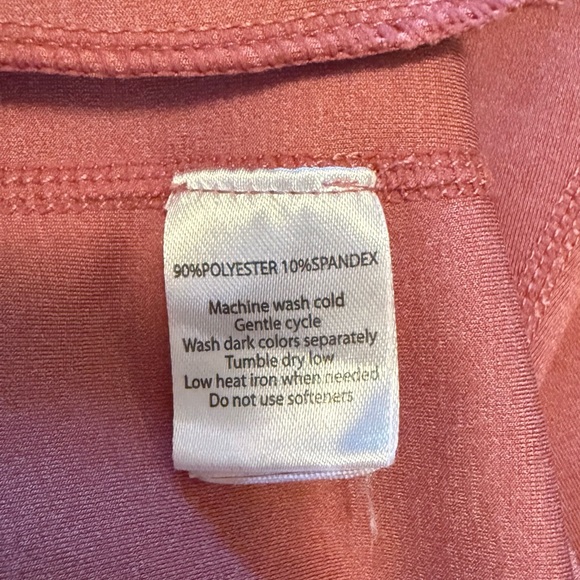 90%POLYESTER 10%SPANDEX
Machine wash cold
Gentle cycle
Wash dark colors separately
Tumble dry low
Low heat iron when needed
Do not use softeners